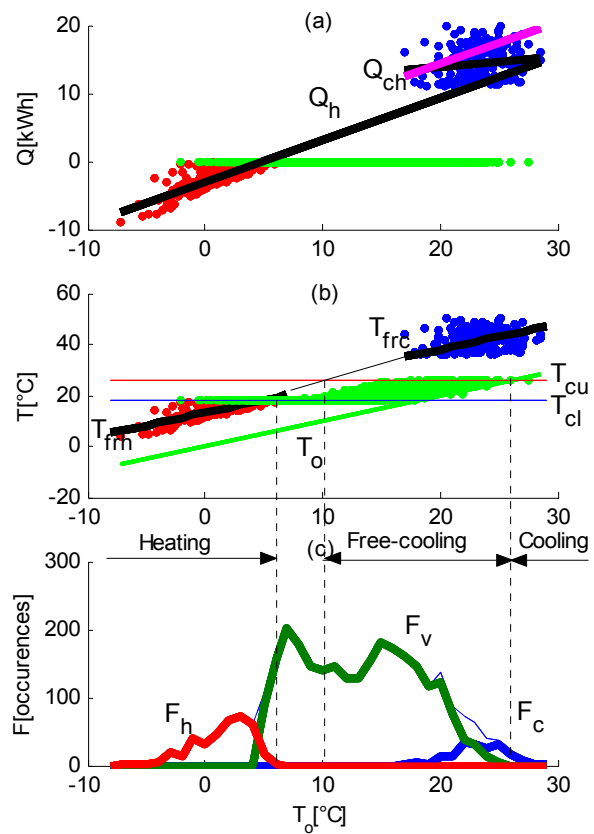 (a)
20
10
0
-10
Q[kWh]
Q_ch
Q_h
-10 0 10 20 30
(b)
60
40
20
0
-20
T[°C]
T_frc
T_cu
T_cl
T_frh
T_o
-10 0 10 20 30
(c)
Heating Free-cooling Cooling
300
200
100
0
F[occurences]
F_v
F_h
F_c
-10 0 10 20 30
T_o[°C]